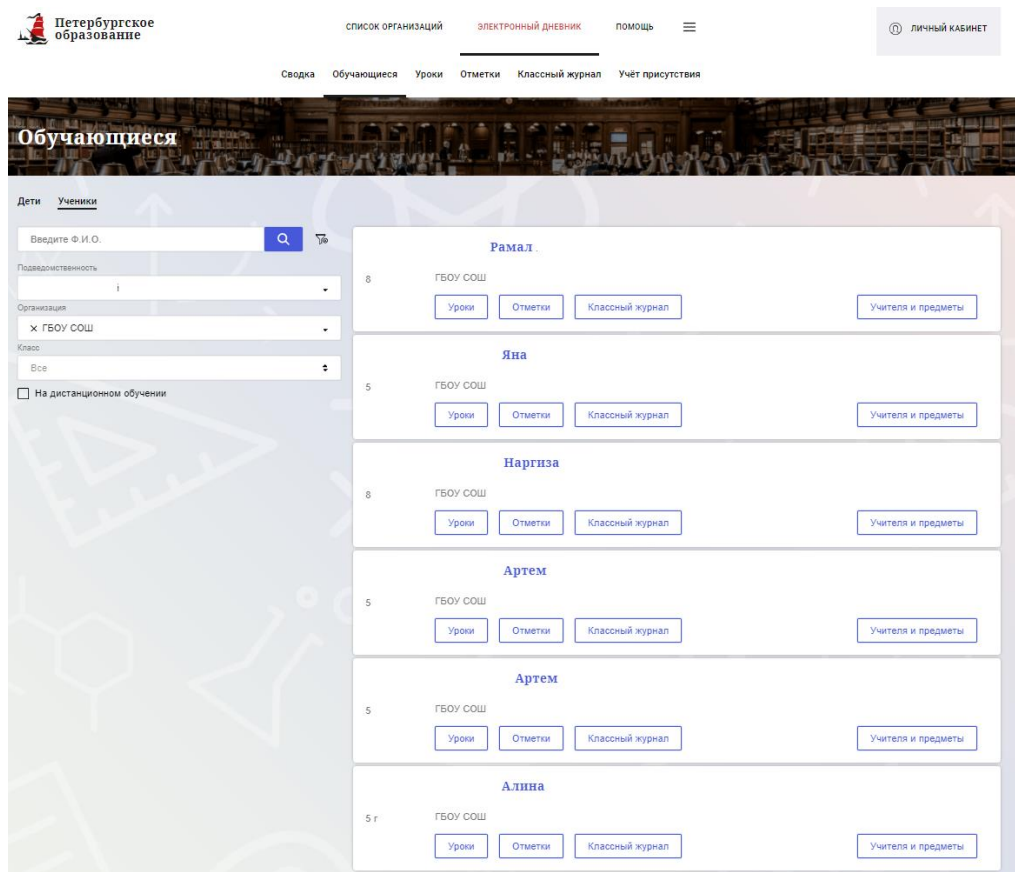 Петербургское
образование
СПИСОК ОРГАНИЗАЦИЙ ЭЛЕКТРОННЫЙ ДНЕВНИК ПОМОЩЬ
ЛИЧНЫЙ КАБИНЕТ
Сводка Обучающиеся Уроки Отметки Классный журнал Учёт присутствия
Обучающиеся
Дети Ученики
Введите Ф.И.О.
Подведомственность
Организация
× ГБОУ СОШ
Класс
Все
На дистанционном обучении
Рамал
8 ГБОУ СОШ
Уроки Отметки Классный журнал Учителя и предметы
Яна
5 ГБОУ СОШ
Уроки Отметки Классный журнал Учителя и предметы
Наргиза
8 ГБОУ СОШ
Уроки Отметки Классный журнал Учителя и предметы
Артем
5 ГБОУ СОШ
Уроки Отметки Классный журнал Учителя и предметы
Артем
5 ГБОУ СОШ
Уроки Отметки Классный журнал Учителя и предметы
Алина
5 г ГБОУ СОШ
Уроки Отметки Классный журнал Учителя и предметы